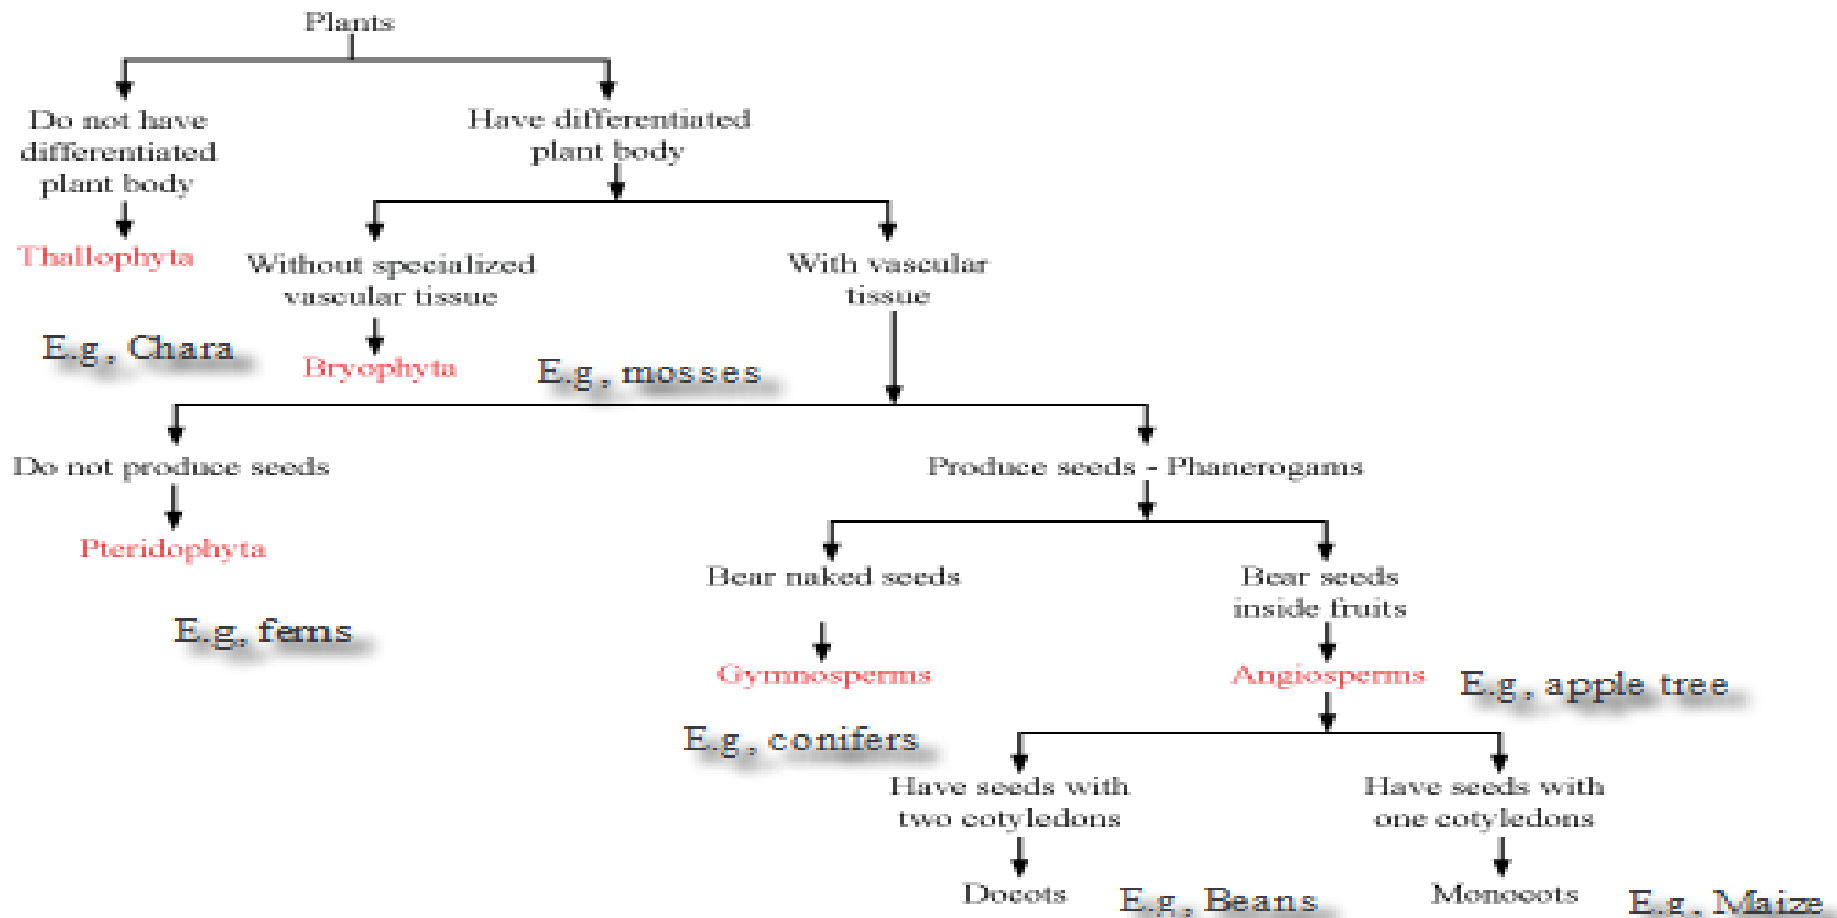 Plants
Do not have
differentiated
plant body
Have differentiated
plant body
Thallophyta
Without specialized
vascular tissue
With vascular
tissue
E.g, Chara
Bryophyta
E.g, mosses
Do not produce seeds
Produce seeds - Phanerogams
Pteridophyta
Bear naked seeds
Bear seeds
inside fruits
E.g, ferns
Gymnosperms
Angiosperms
E.g, apple tree
E.g, conifers
Have seeds with
two cotyledons
Have seeds with
one cotyledons
Docots
E.g, Beans
Monocots
E.g, Maize